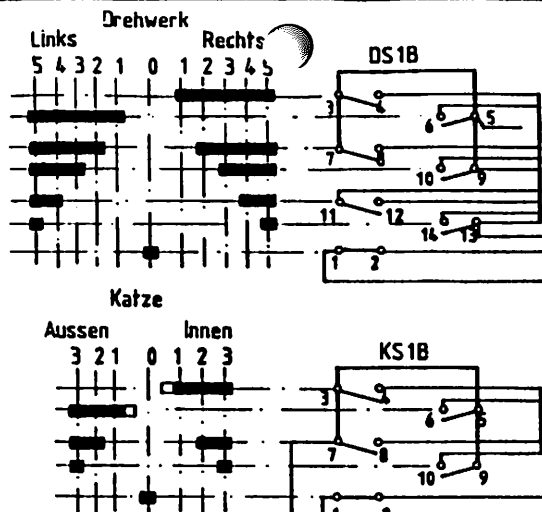 Drehwerk
Links Rechts DS1B
5 4 3 2 1 0 1 2 3 4 5
3 4
6 5
7 8
10 9
11 12
14 13
1 2
Katze
Aussen Innen KS1B
3 2 1 0 1 2 3
3 4
6 5
7 8
10 9